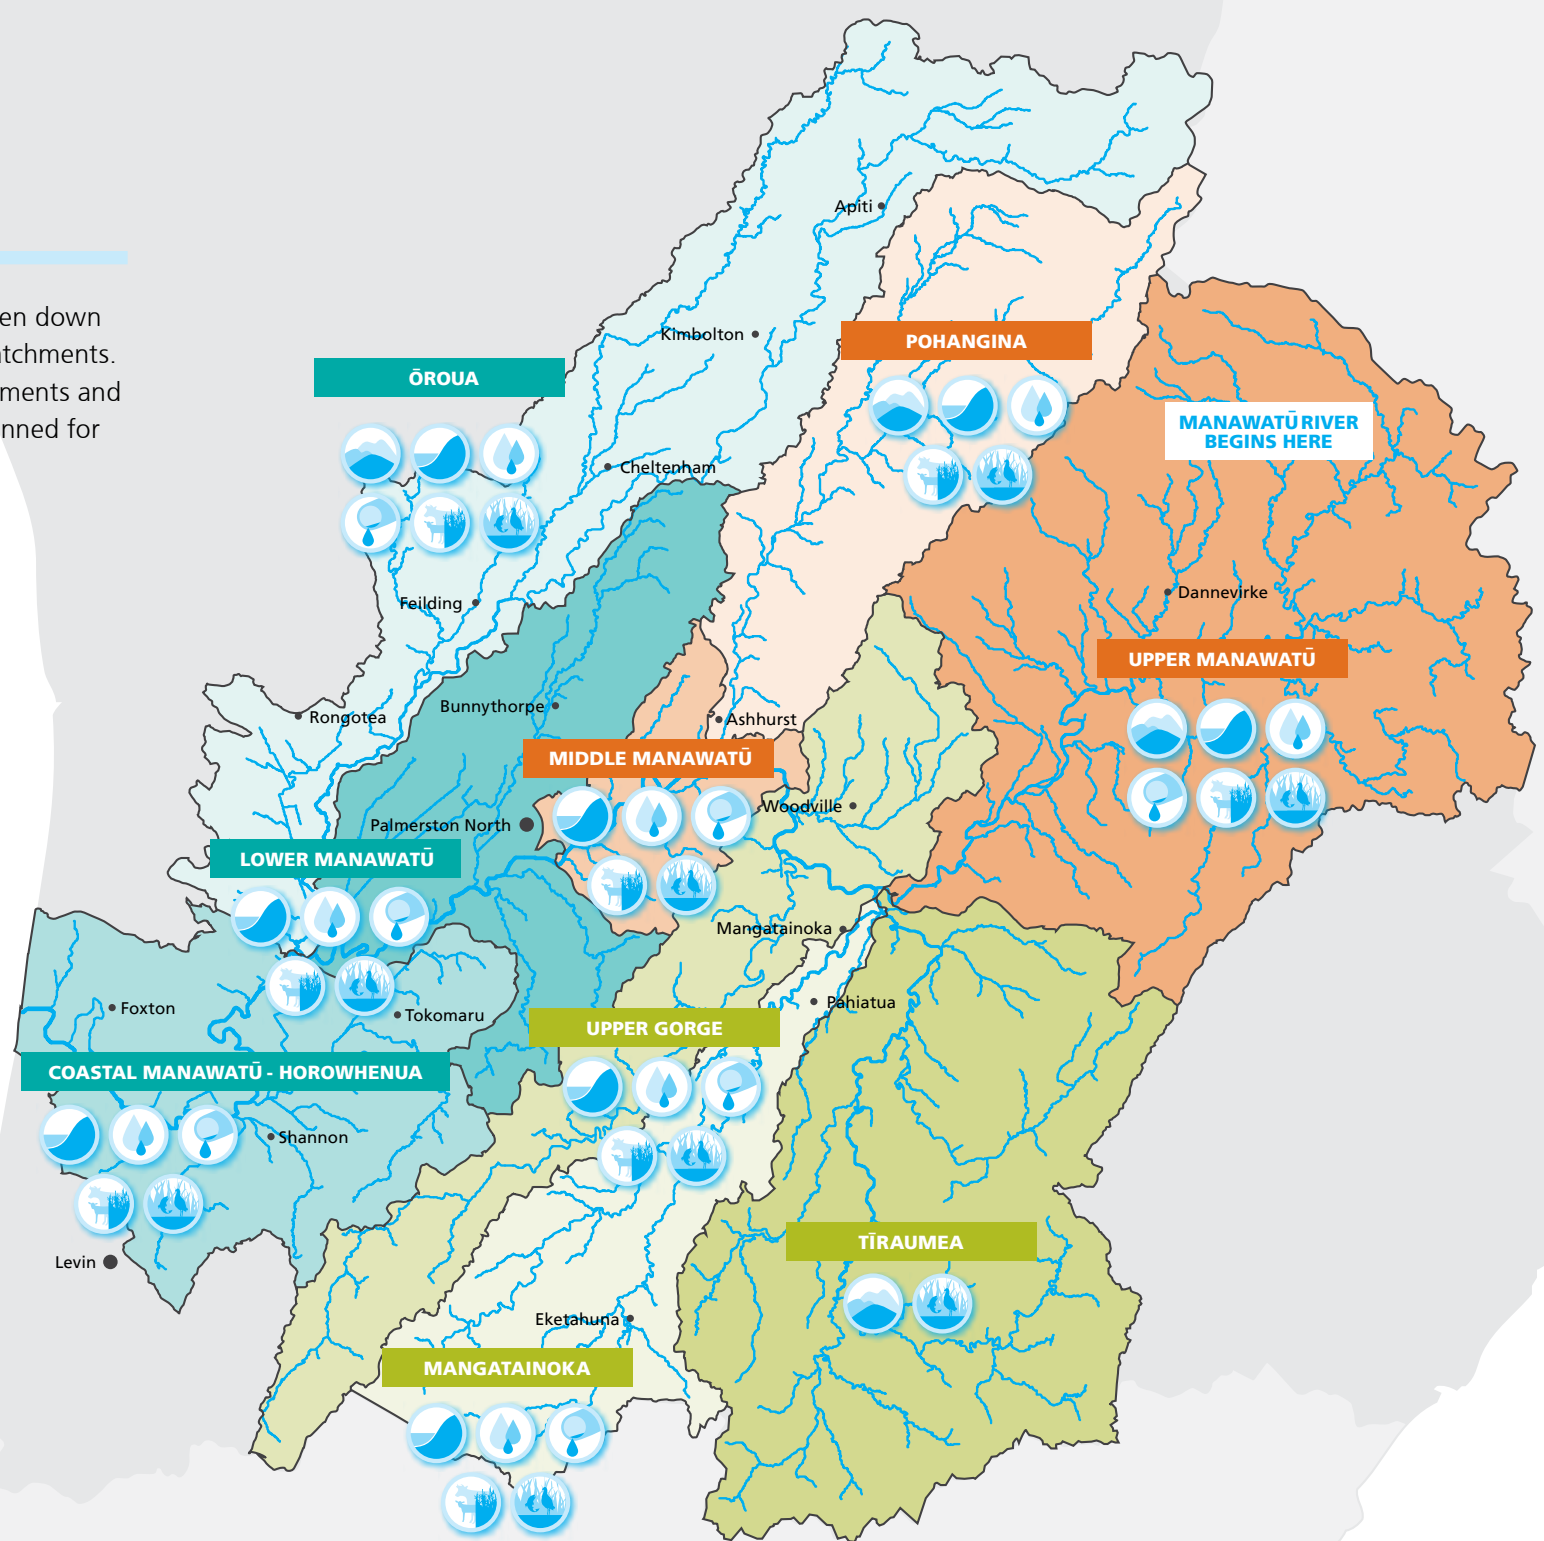 en down
atchments.
ments and
nned for
Apiti
Kimbolton
POHANGINA
ŌROUA
MANAWATŪ RIVER
BEGINS HERE
Cheltenham
Feilding
Dannevirke
UPPER MANAWATŪ
Rongotea
Bunnythorpe
Ashhurst
MIDDLE MANAWATŪ
Woodville
Palmerston North
LOWER MANAWATŪ
Mangatainoka
Pahiatua
Foxton
Tokomaru
UPPER GORGE
COASTAL MANAWATŪ - HOROWHENUA
Shannon
TĪRAUMEA
Levin
Eketahuna
MANGATAINOKA